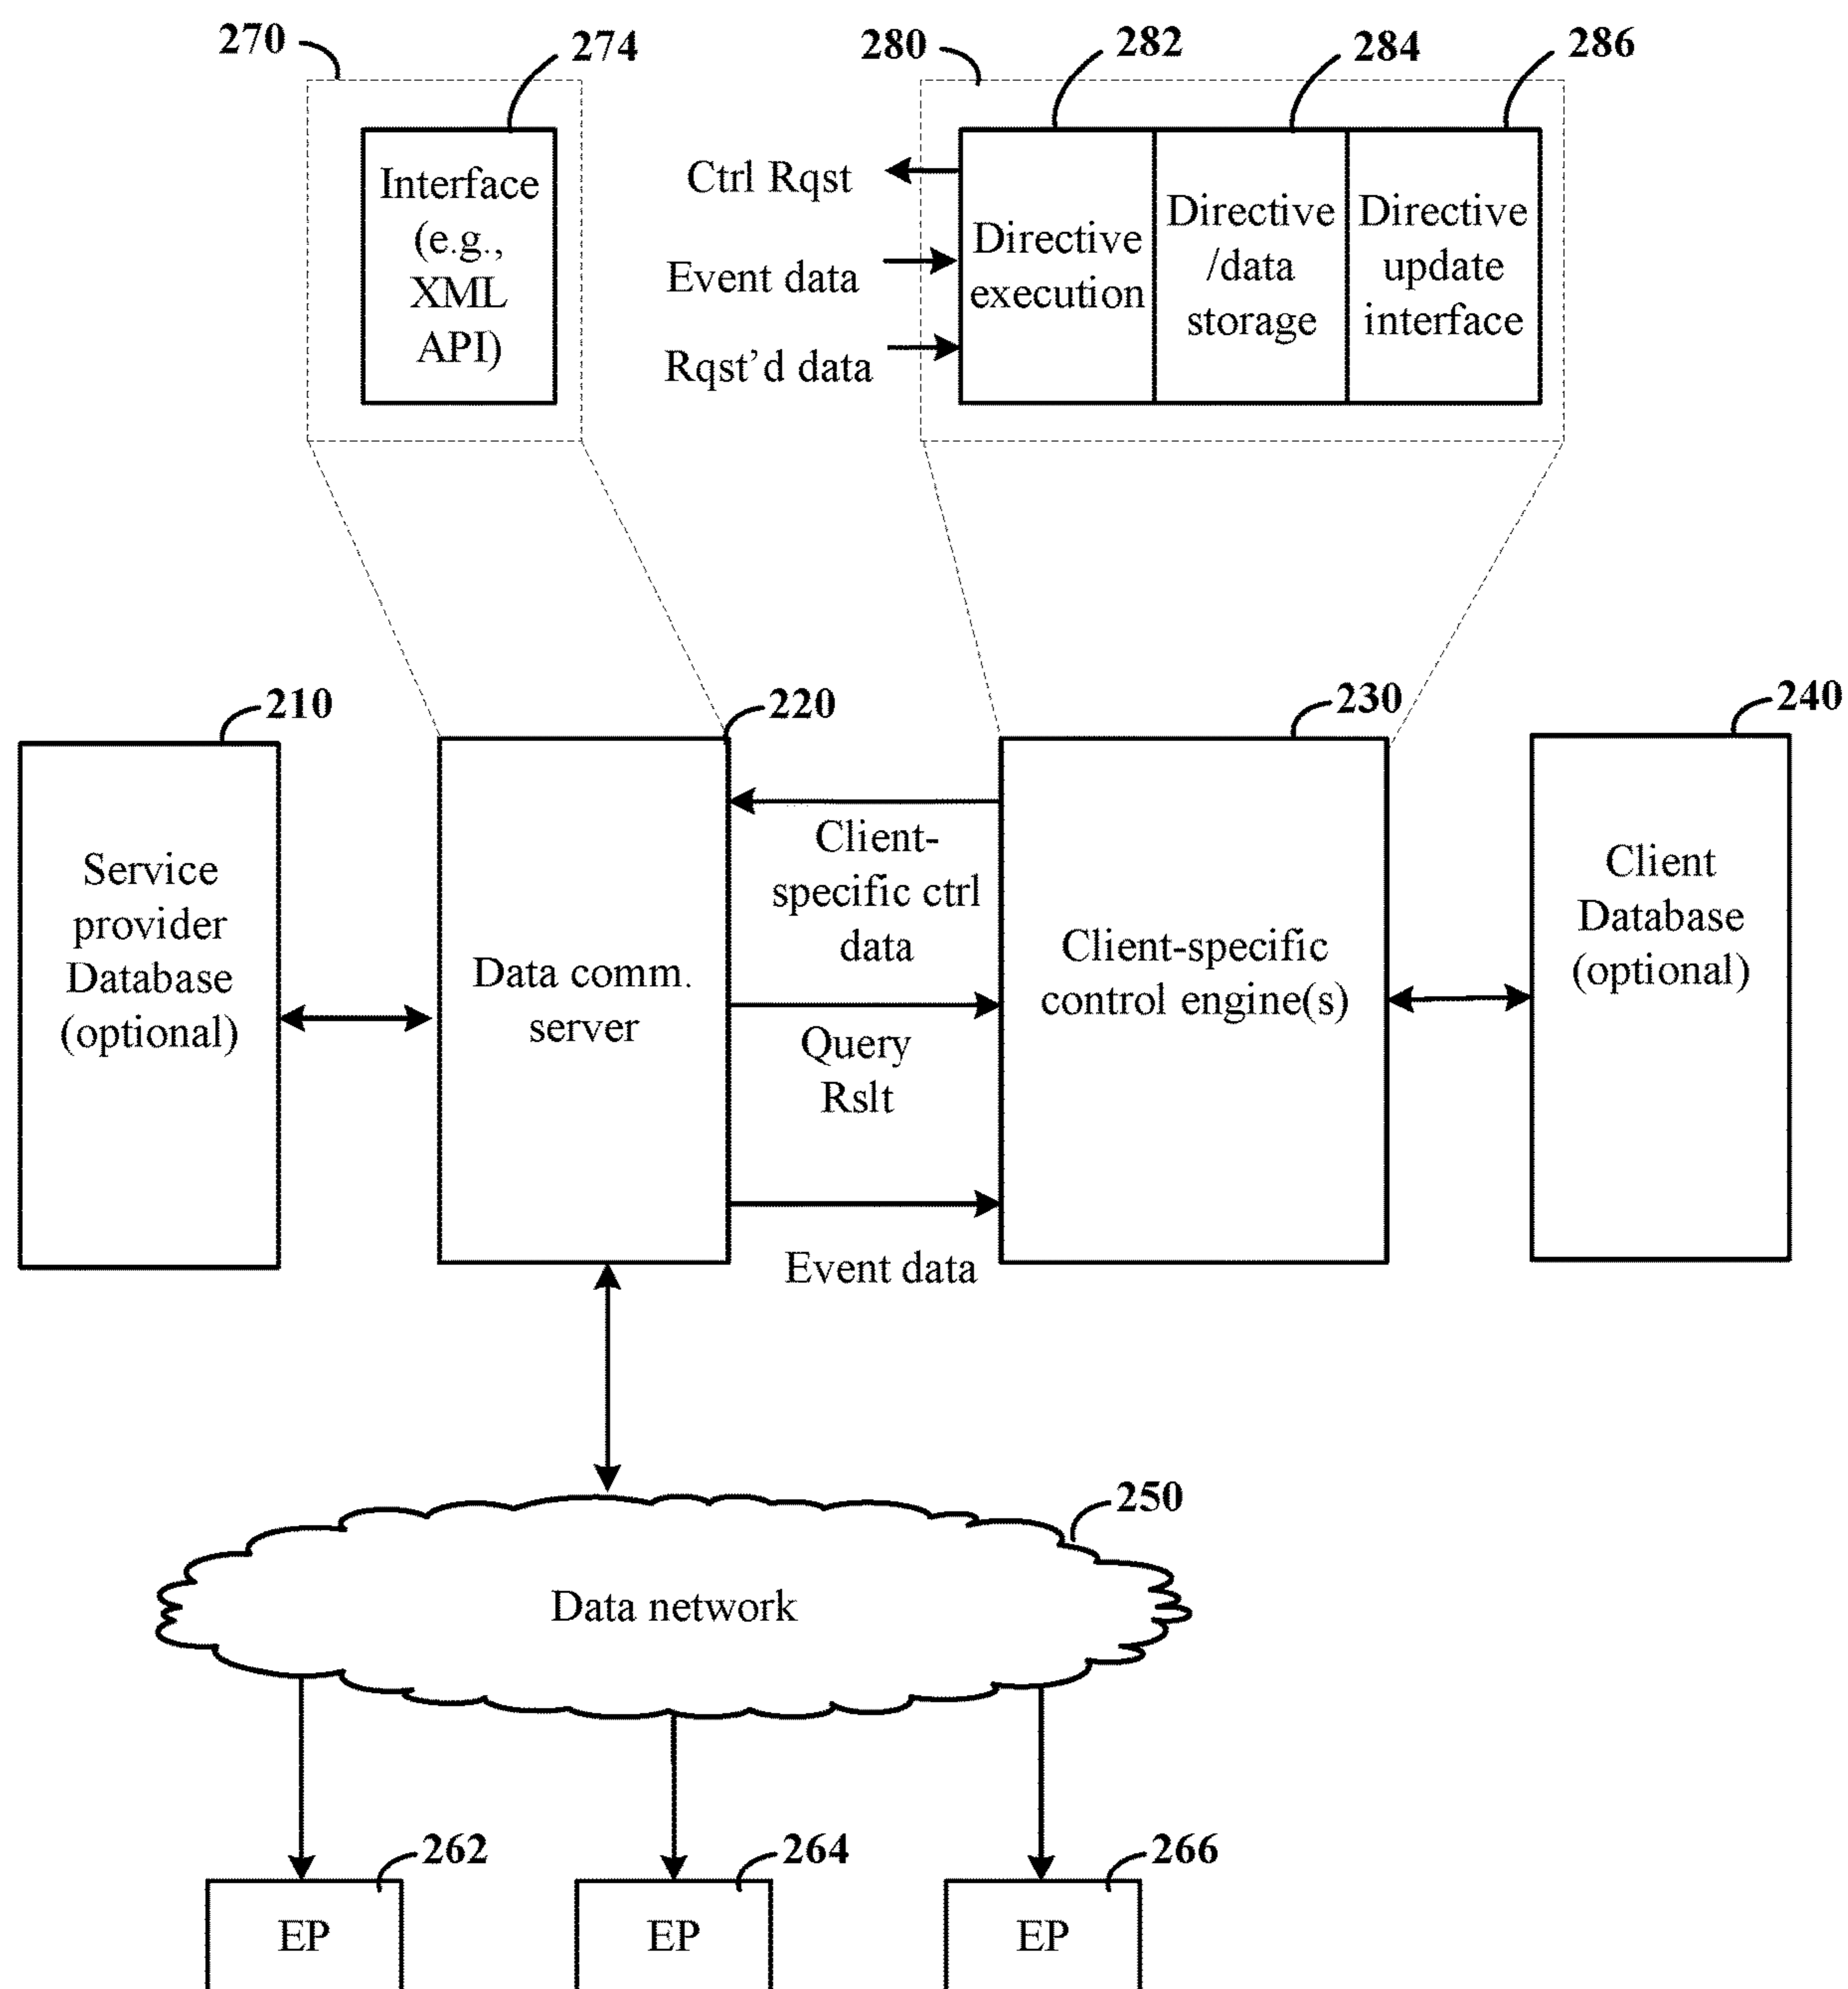 270
274
280
282
284
286
Interface
(e.g.,
XML
API)
Ctrl Rqst
Event data
Rqst'd data
Directive
execution
Directive
/data
storage
Directive
update
interface
210
220
230
240
Service
provider
Database
(optional)
Data comm.
server
Client-
specific ctrl
data
Query
Rslt
Event data
Client-specific
control engine(s)
Client
Database
(optional)
250
Data network
262
264
266
EP
EP
EP